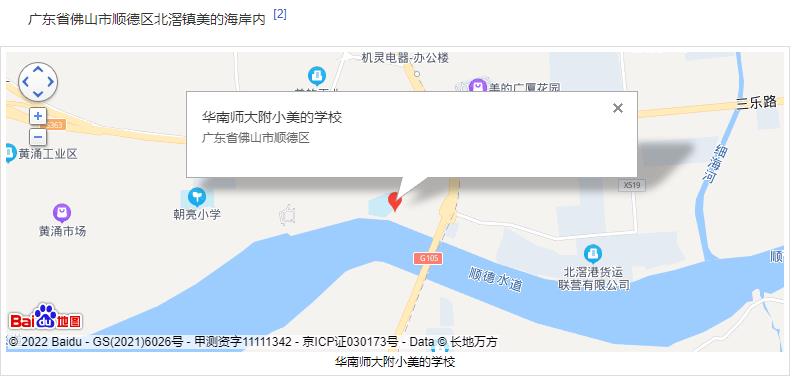 广东省佛山市顺德区北滘镇美的海岸内 [2]
机灵电器-办公楼
美的广厦花园
三乐路
华南师大附小美的学校
广东省佛山市顺德区
S363
黄涌工业区
细海河
X519
朝亮小学
黄涌市场
G105
顺德水道
北滘港货运
联营有限公司
顺
Bai du 地图
© 2022 Baidu - GS(2021)6026号 - 甲测资字11111342 - 京ICP证030173号 - Data © 长地万方
华南师大附小美的学校